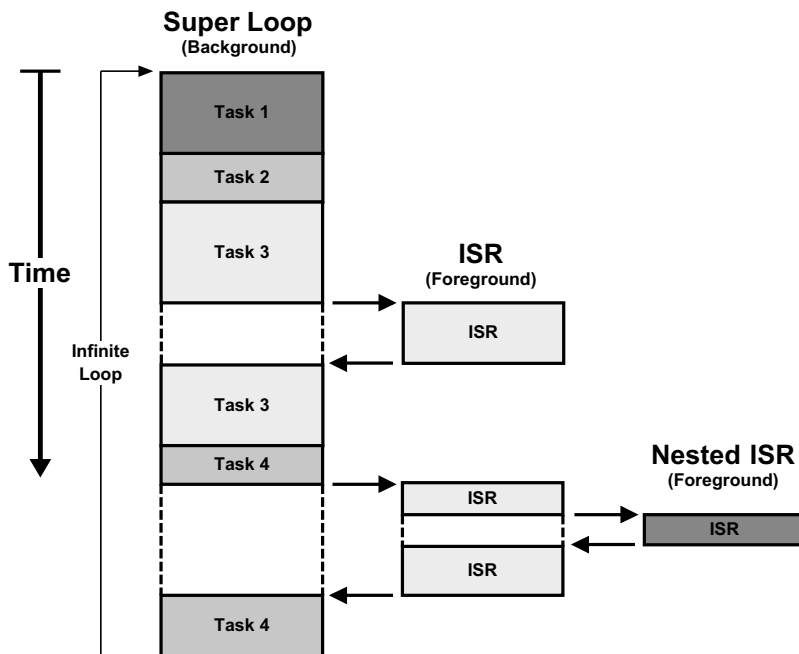 Super Loop
(Background)
Task 1
Task 2
Task 3
Time
ISR
(Foreground)
ISR
Infinite
Loop
Task 3
Task 4
Nested ISR
(Foreground)
ISR
ISR
ISR
Task 4